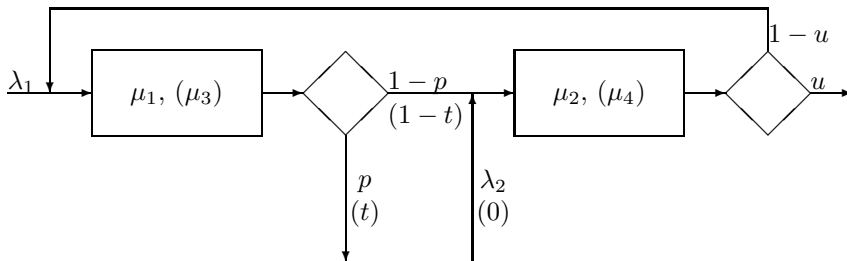 1 − u
λ₁
μ₁, (μ₃)
1 − p
(1 − t)
μ₂, (μ₄)
u
p
(t)
λ₂
(0)